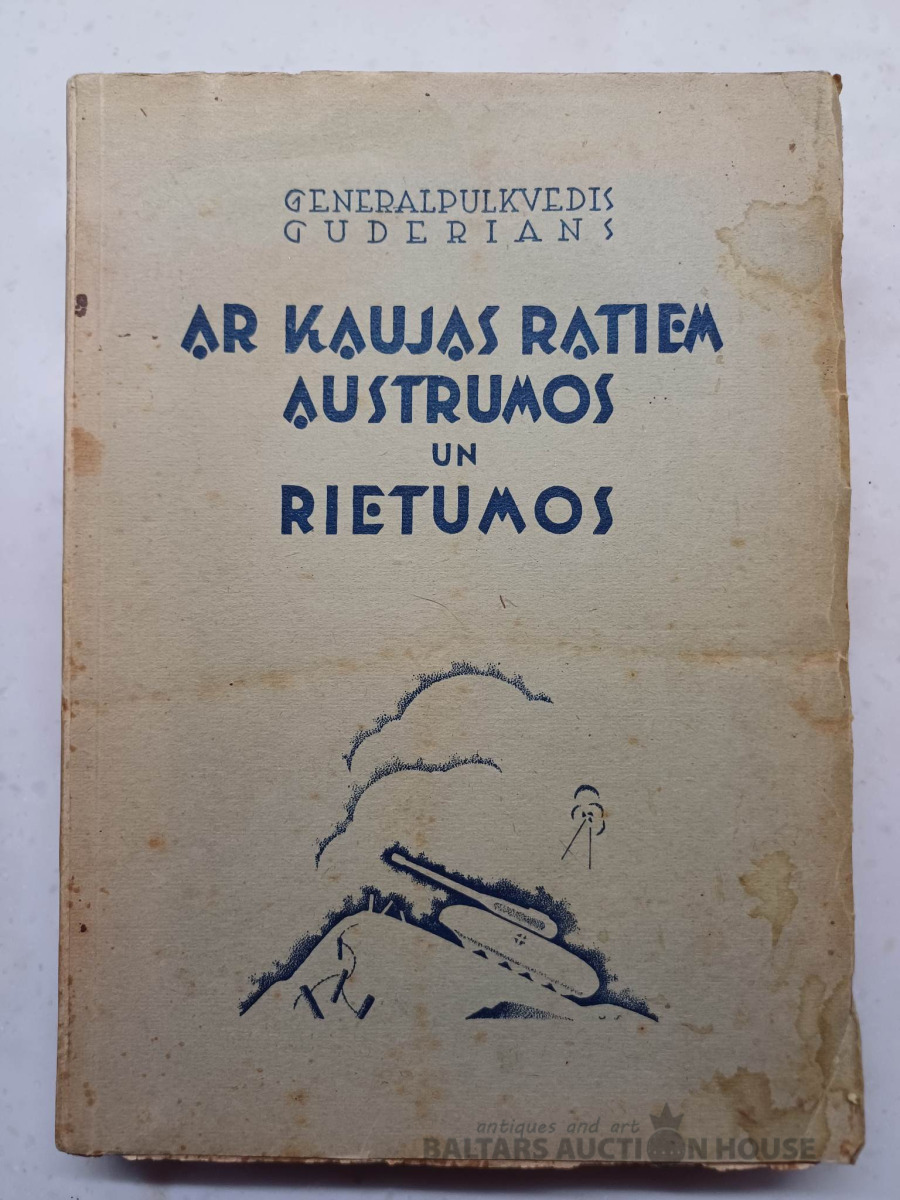 GENERALPULKVEDIS
GUDERIANS
AR KAUJAS RATIEM
AUSTRUMOS
UN
RIETUMOS
antiques and art
BALTARS AUCTION HOUSE